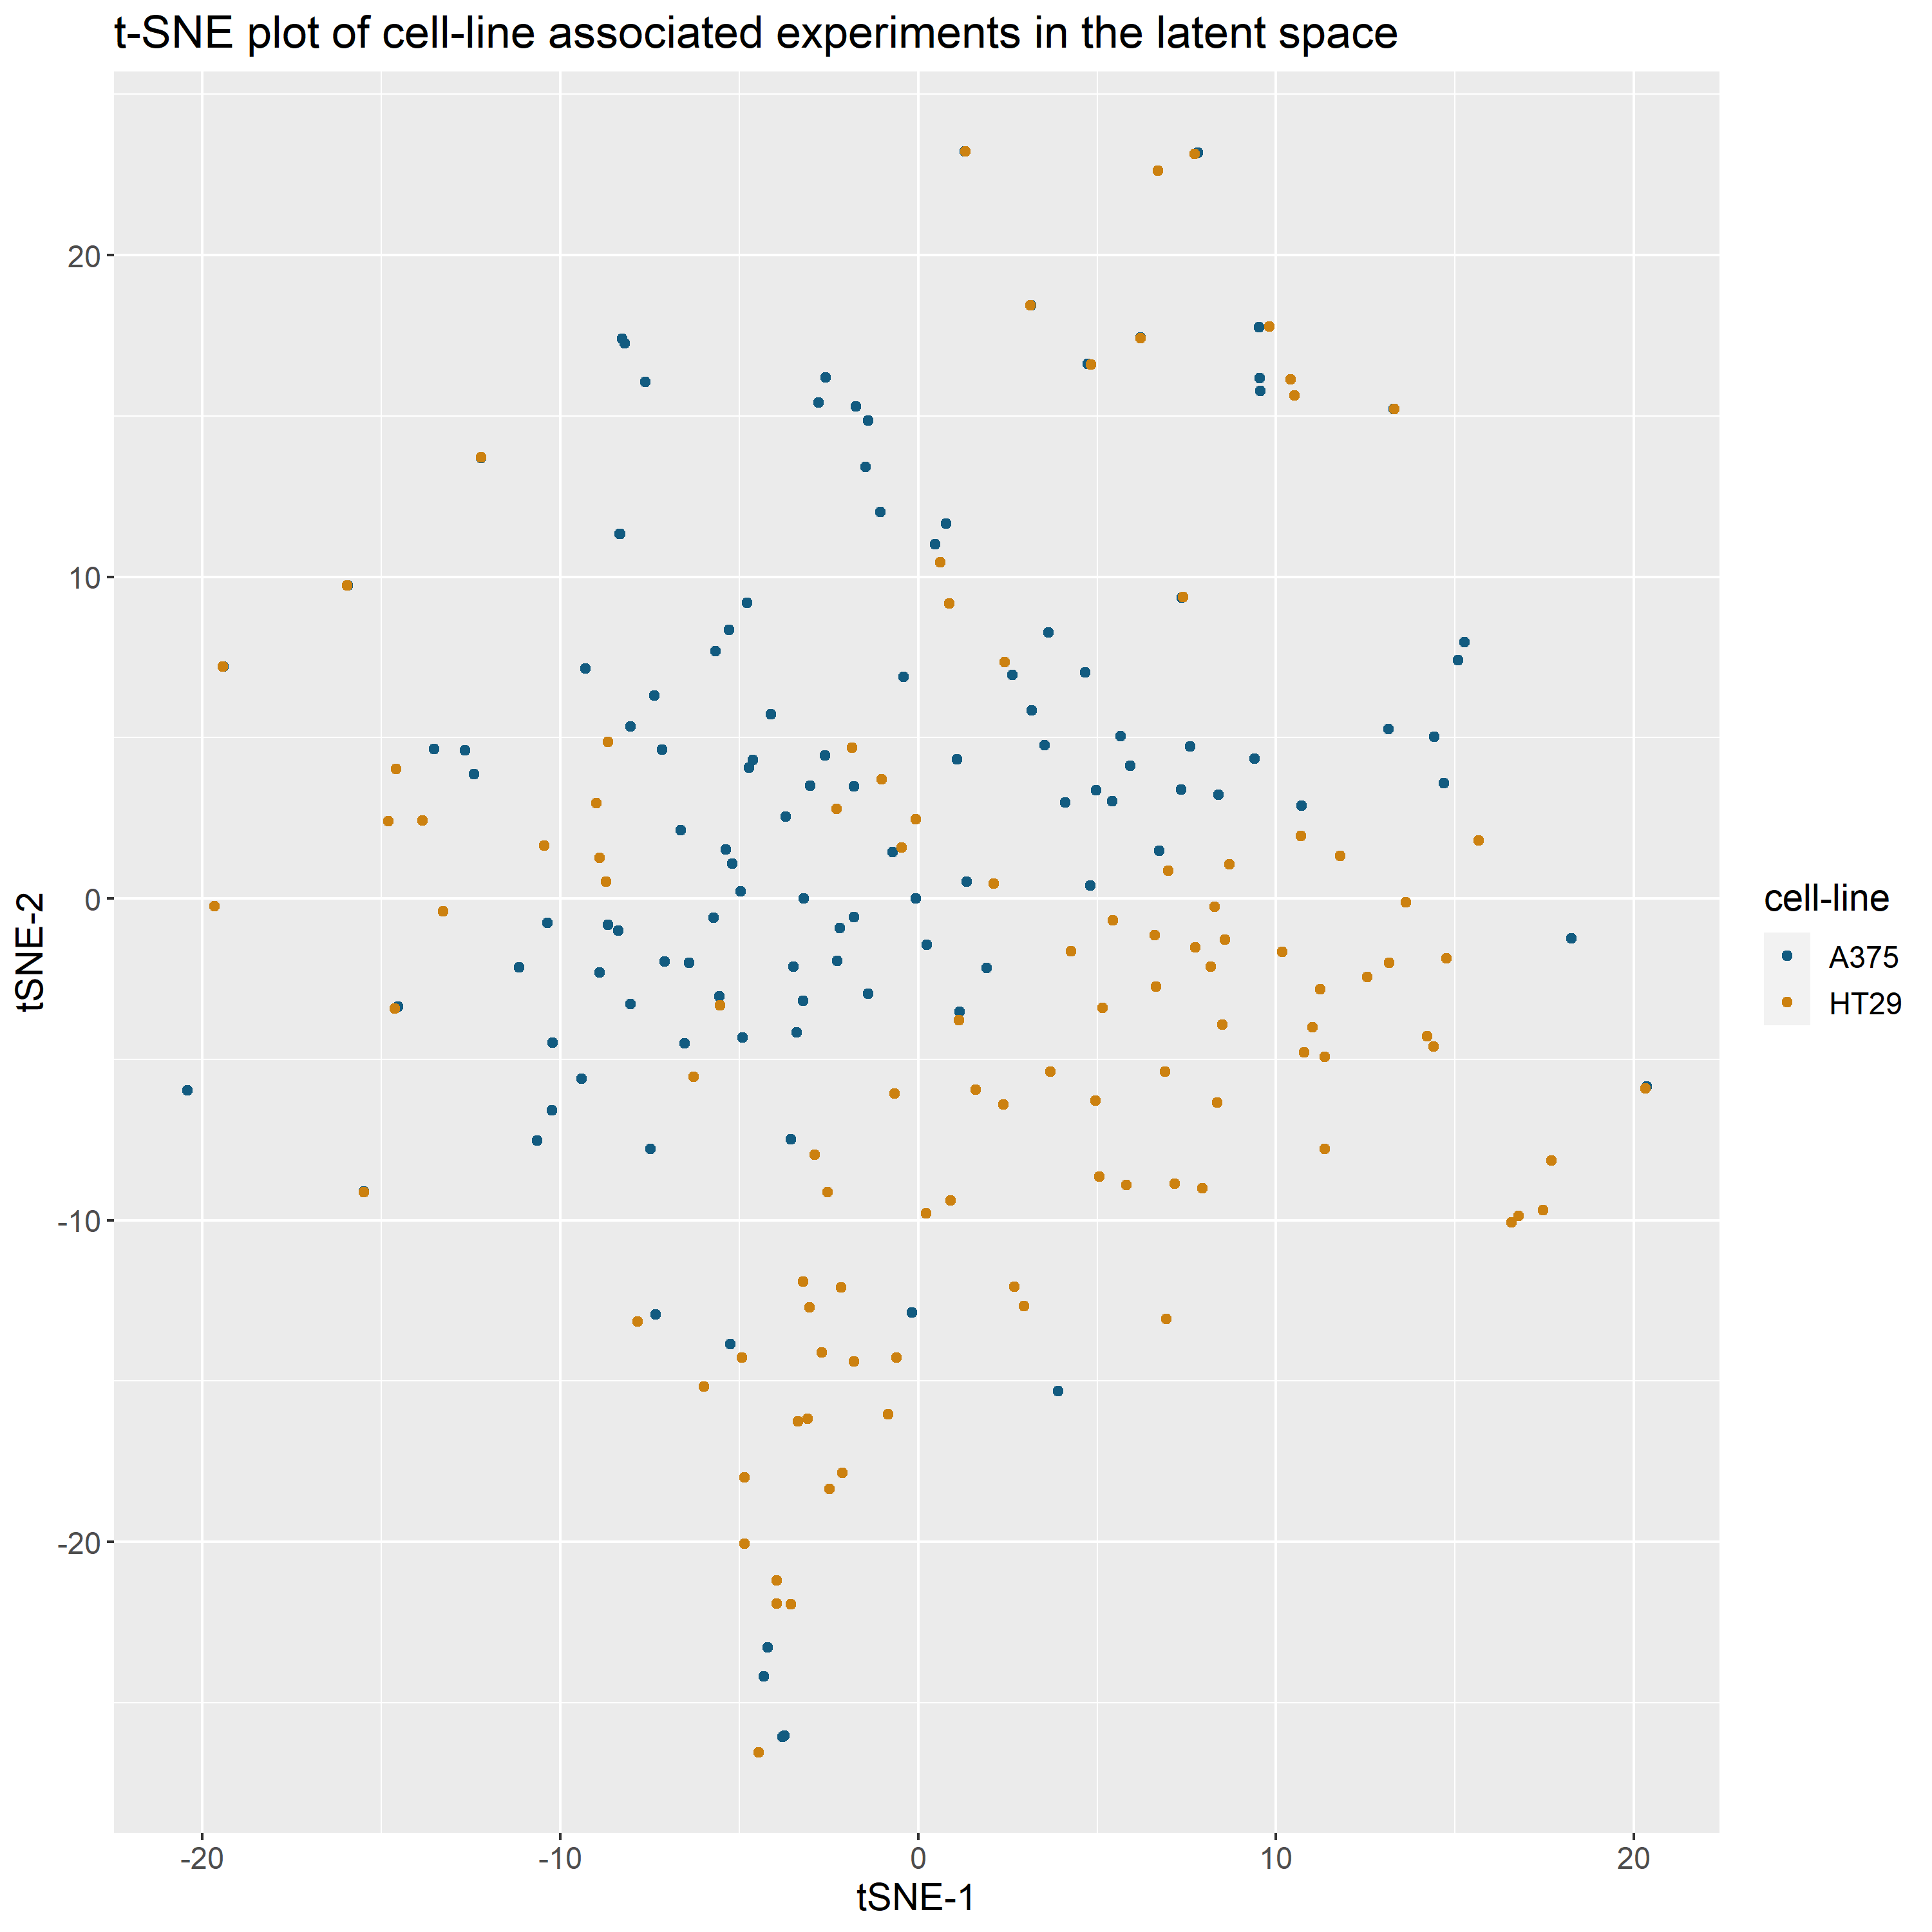 t-SNE plot of cell-line associated experiments in the latent space
20
10
0
-10
-20
tSNE-2
-20
-10
0
10
20
tSNE-1
cell-line
A375
HT29